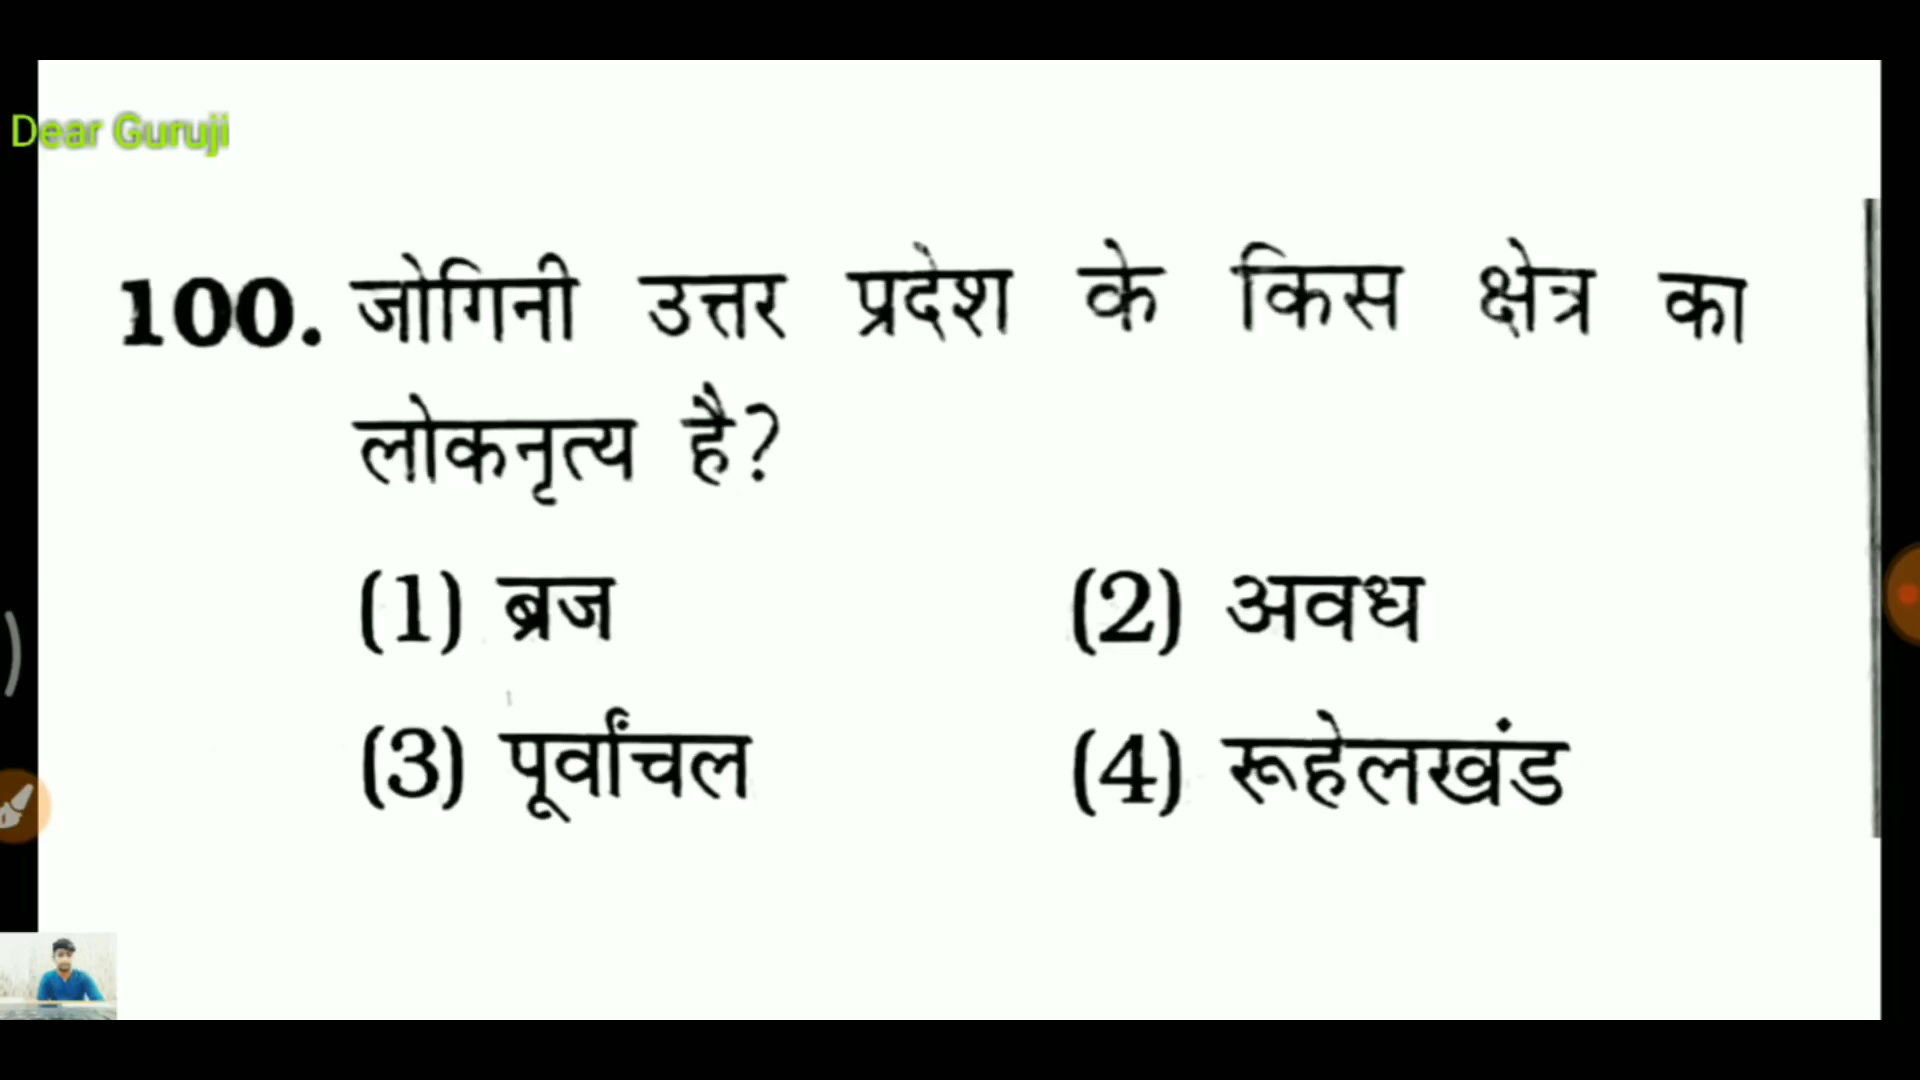 Dear Guruji
100. जोगिनी उत्तर प्रदेश के किस क्षेत्र का
लोकनृत्य है?
(1) ब्रज (2) अवध
(3) पूर्वांचल (4) रूहेलखंड